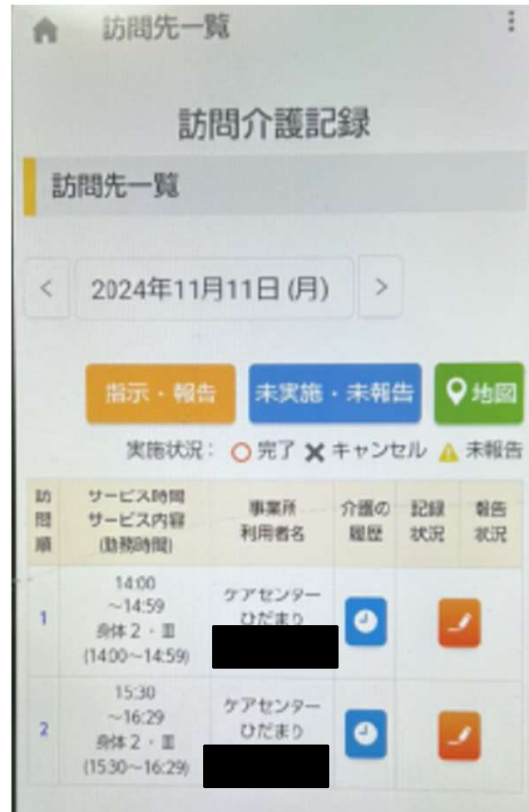 訪問先一覧
訪問介護記録
訪問先一覧
< 2024年11月11日 (月) >
指示・報告 未実施・未報告 地図
実施状況: 完了 キャンセル 未報告
訪問順 サービス時間 サービス内容 (勤務時間) 事業所 利用者名 介護の履歴 記録状況 報告状況
1
14:00
～14:59
身体2・Ⅲ
(14:00～14:59)
ケアセンター
ひだまり
2
15:30
～16:29
身体2・Ⅲ
(15:30～16:29)
ケアセンター
ひだまり